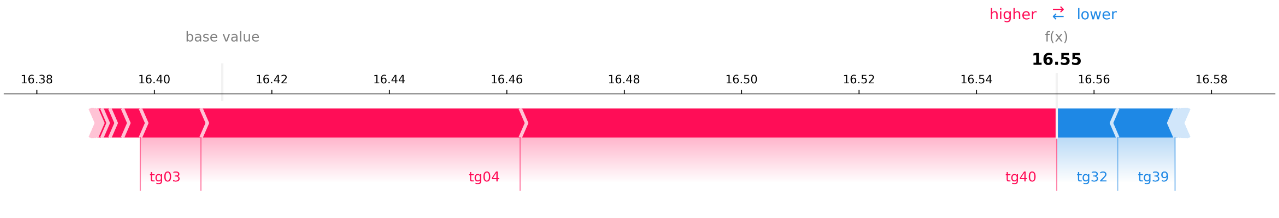 higher ⇄ lower
base value f(x)
16.55
16.38 16.40 16.42 16.44 16.46 16.48 16.50 16.52 16.54 16.56 16.58
tg03 tg04 tg40 tg32 tg39